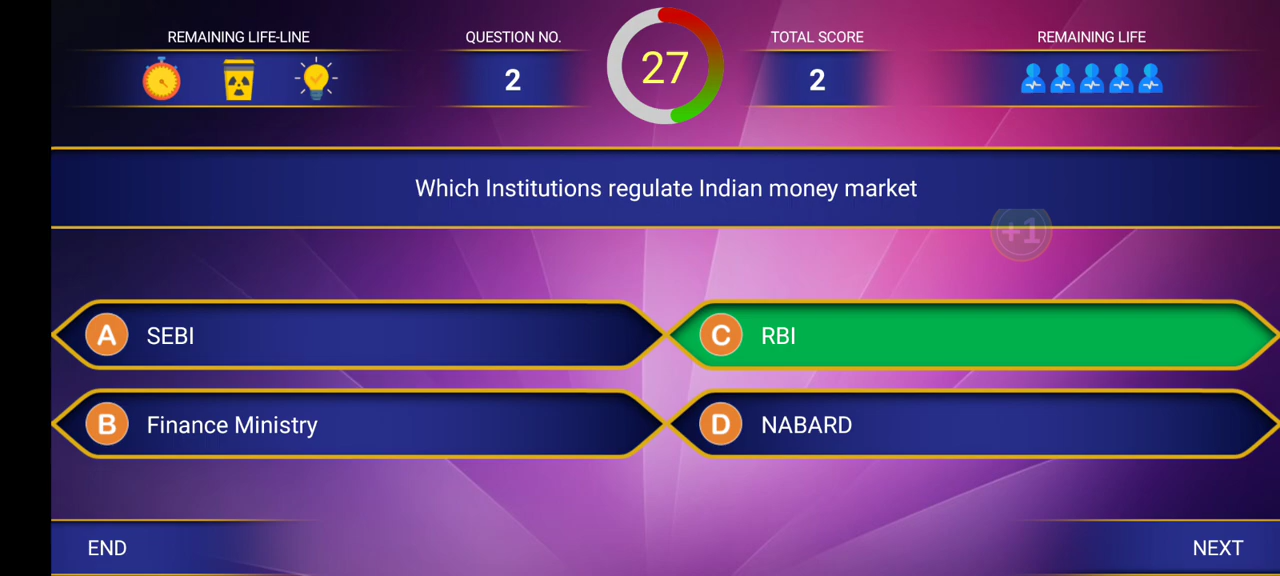 REMAINING LIFE-LINE
QUESTION NO.
2
27
TOTAL SCORE
2
REMAINING LIFE
Which Institutions regulate Indian money market
+1
A SEBI
C RBI
B Finance Ministry
D NABARD
END
NEXT